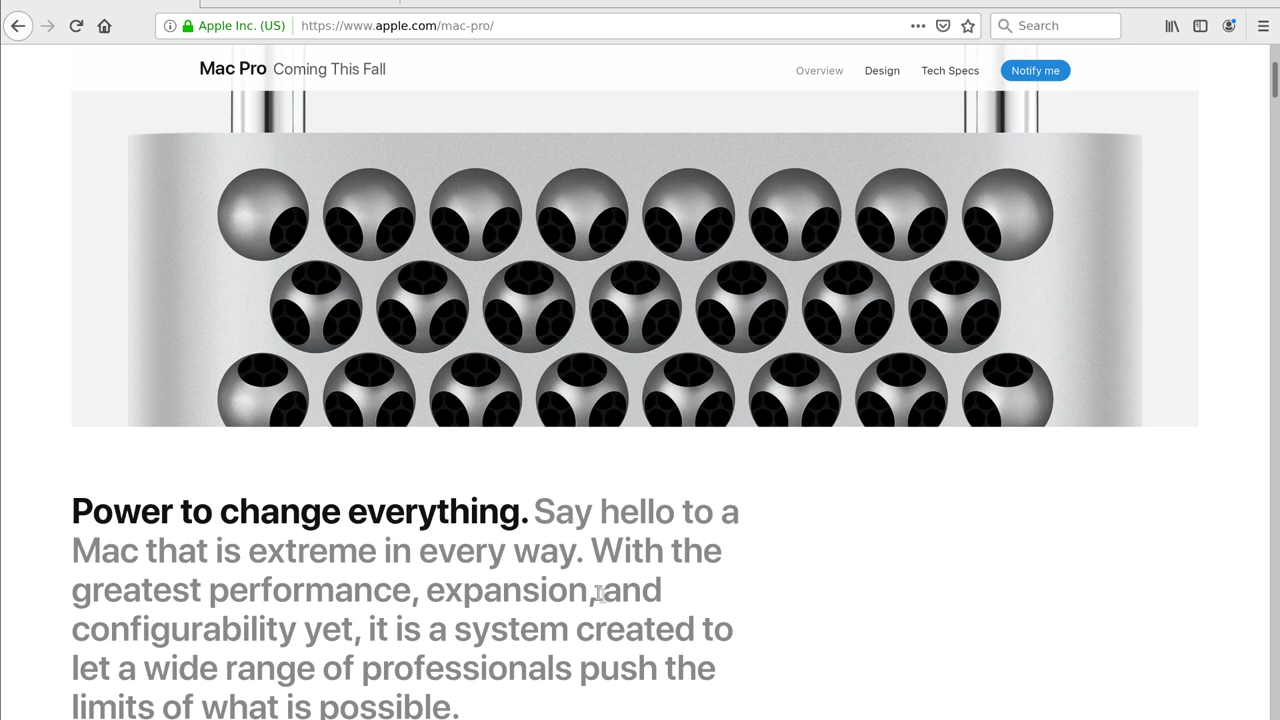 Apple Inc. (US) https://www.apple.com/mac-pro/ Search
Mac Pro Coming This Fall Overview Design Tech Specs Notify me
Power to change everything. Say hello to a
Mac that is extreme in every way. With the
greatest performance, expansion, and
configurability yet, it is a system created to
let a wide range of professionals push the
limits of what is possible.